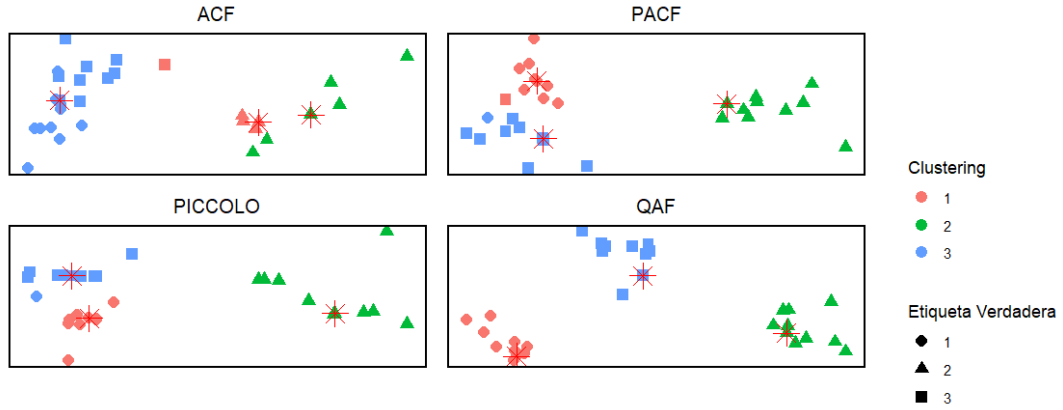 ACF
PACF
PICCOLO
QAF
Clustering
1
2
3
Etiqueta Verdadera
1
2
3